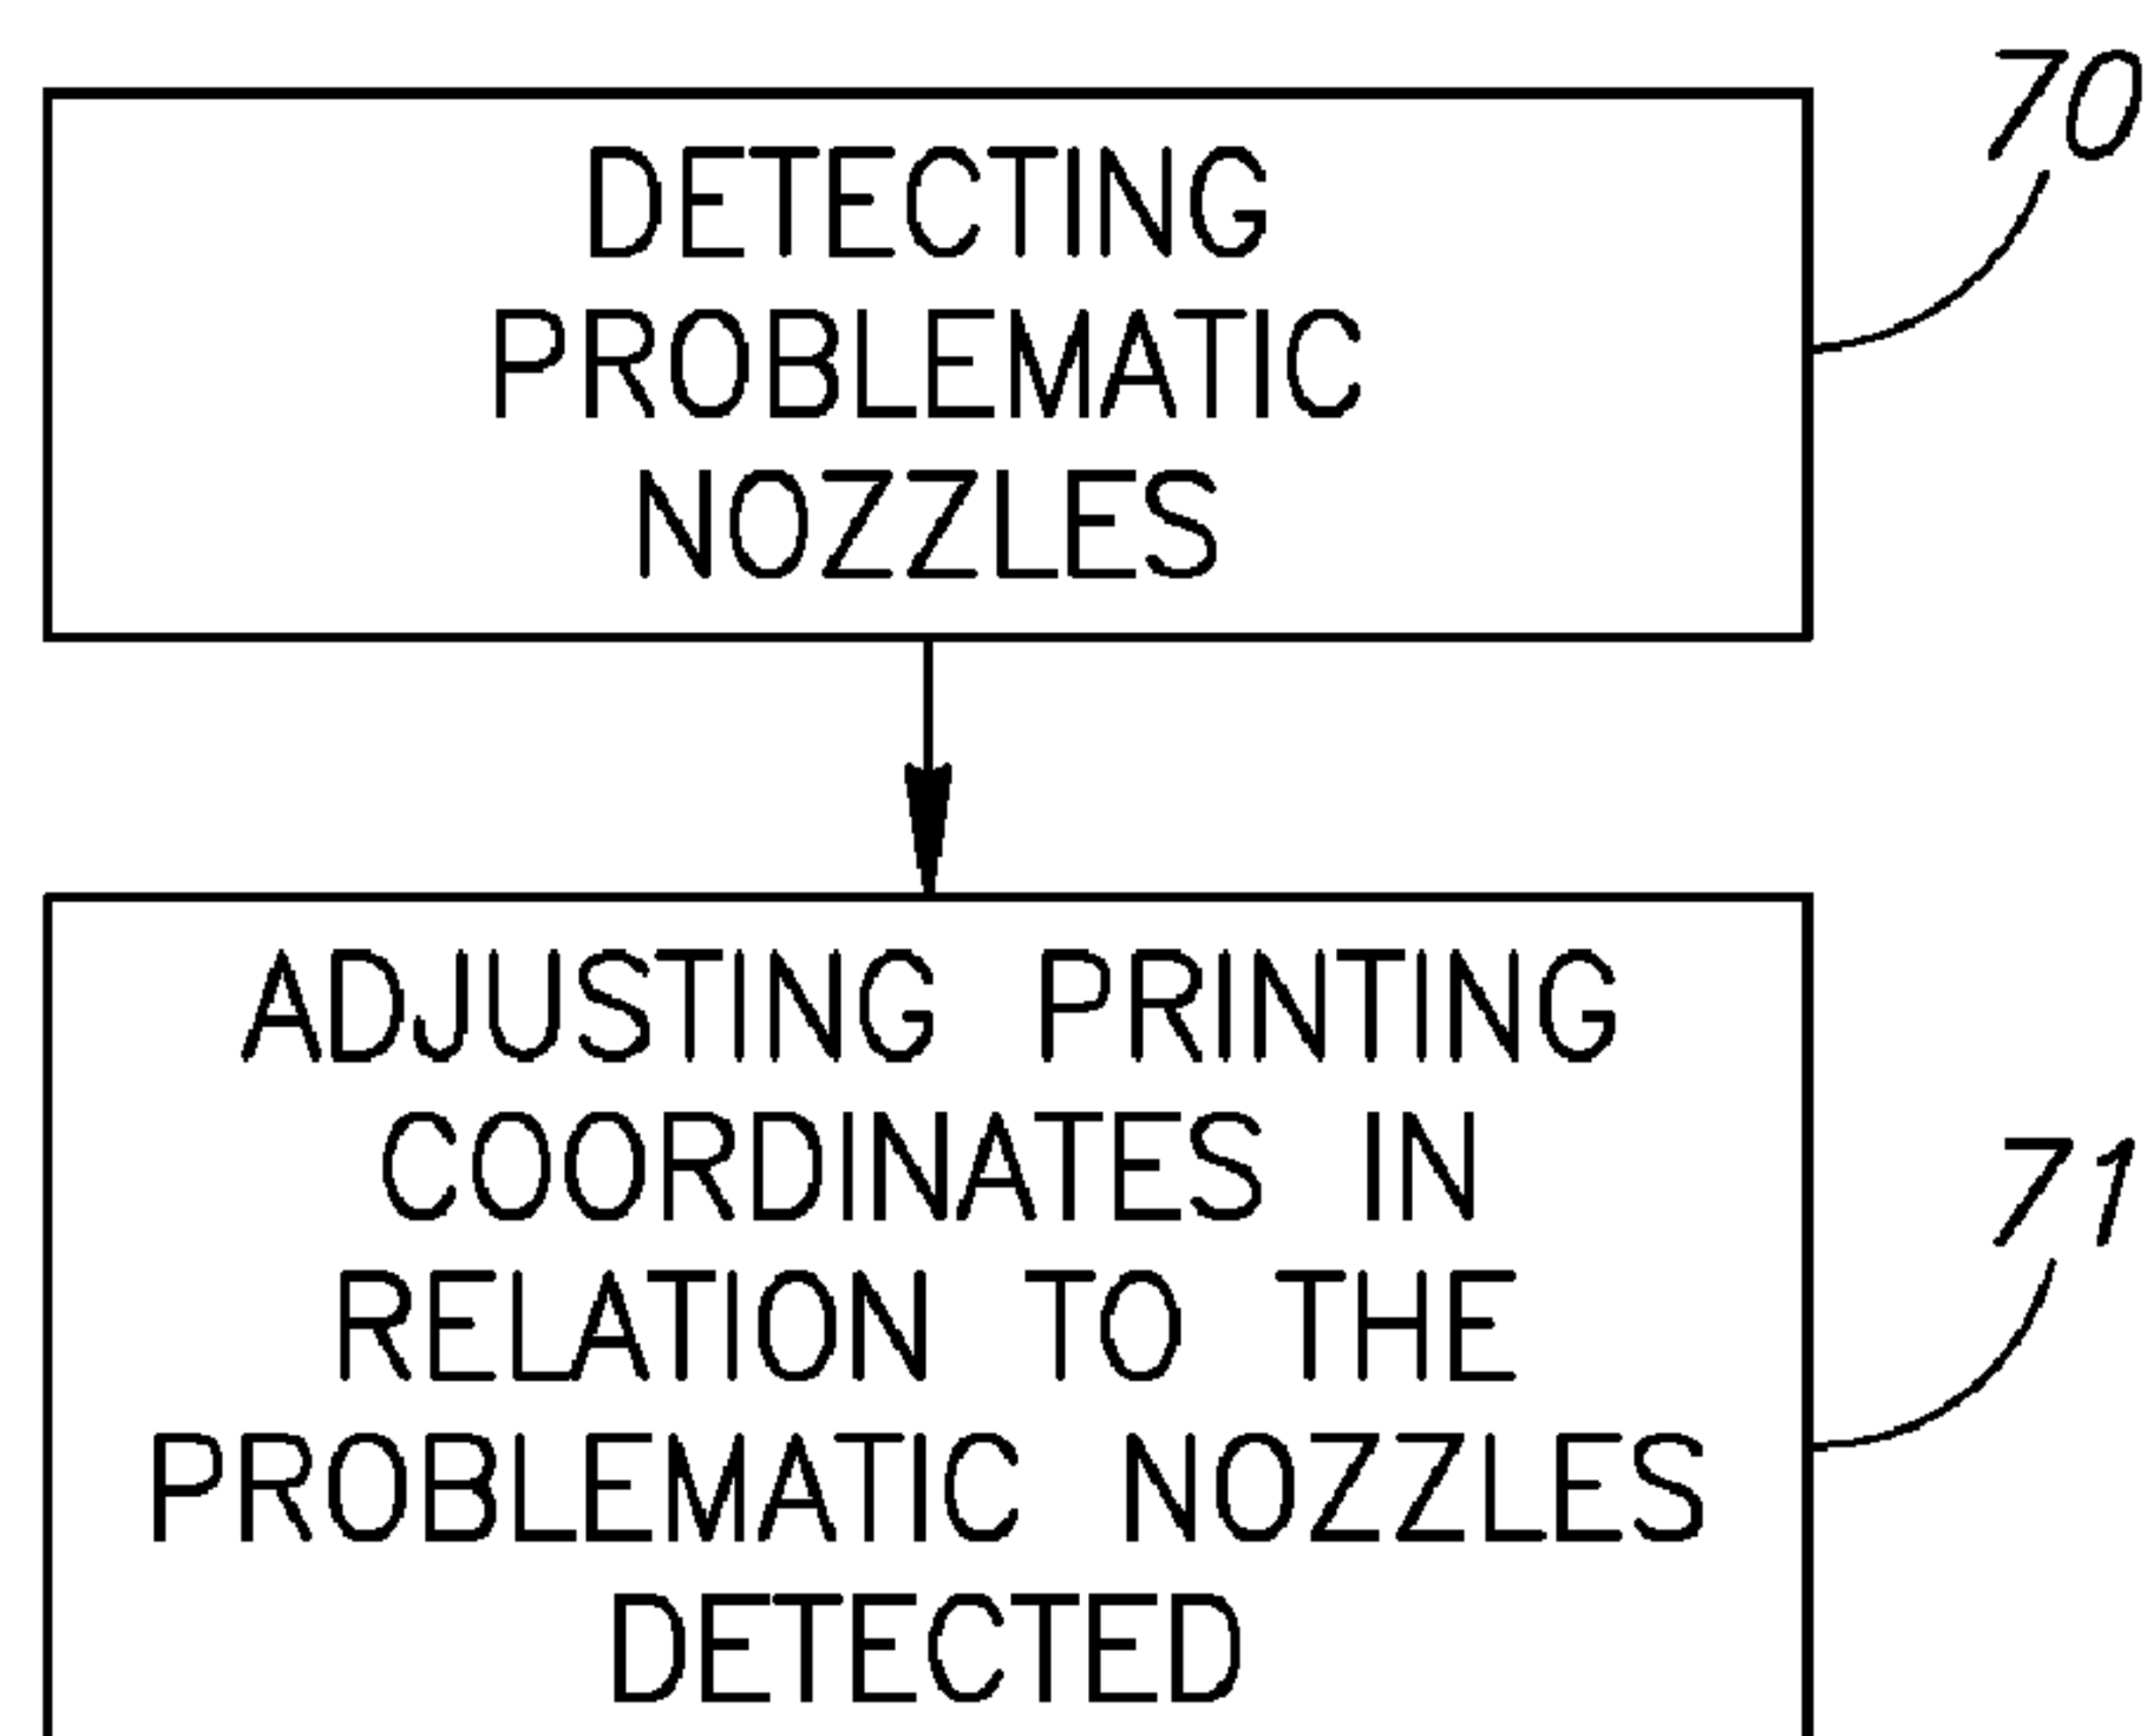 70
DETECTING
PROBLEMATIC
NOZZLES
ADJUSTING PRINTING
COORDINATES IN
RELATION TO THE
PROBLEMATIC NOZZLES
DETECTED
71